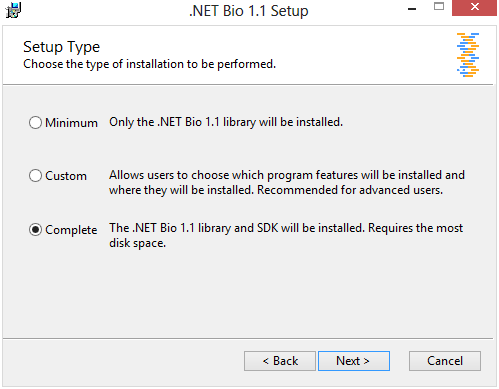 .NET Bio 1.1 Setup
Setup Type
Choose the type of installation to be performed.
Minimum Only the .NET Bio 1.1 library will be installed.
Custom Allows users to choose which program features will be installed and
where they will be installed. Recommended for advanced users.
Complete The .NET Bio 1.1 library and SDK will be installed. Requires the most
disk space.
< Back Next > Cancel